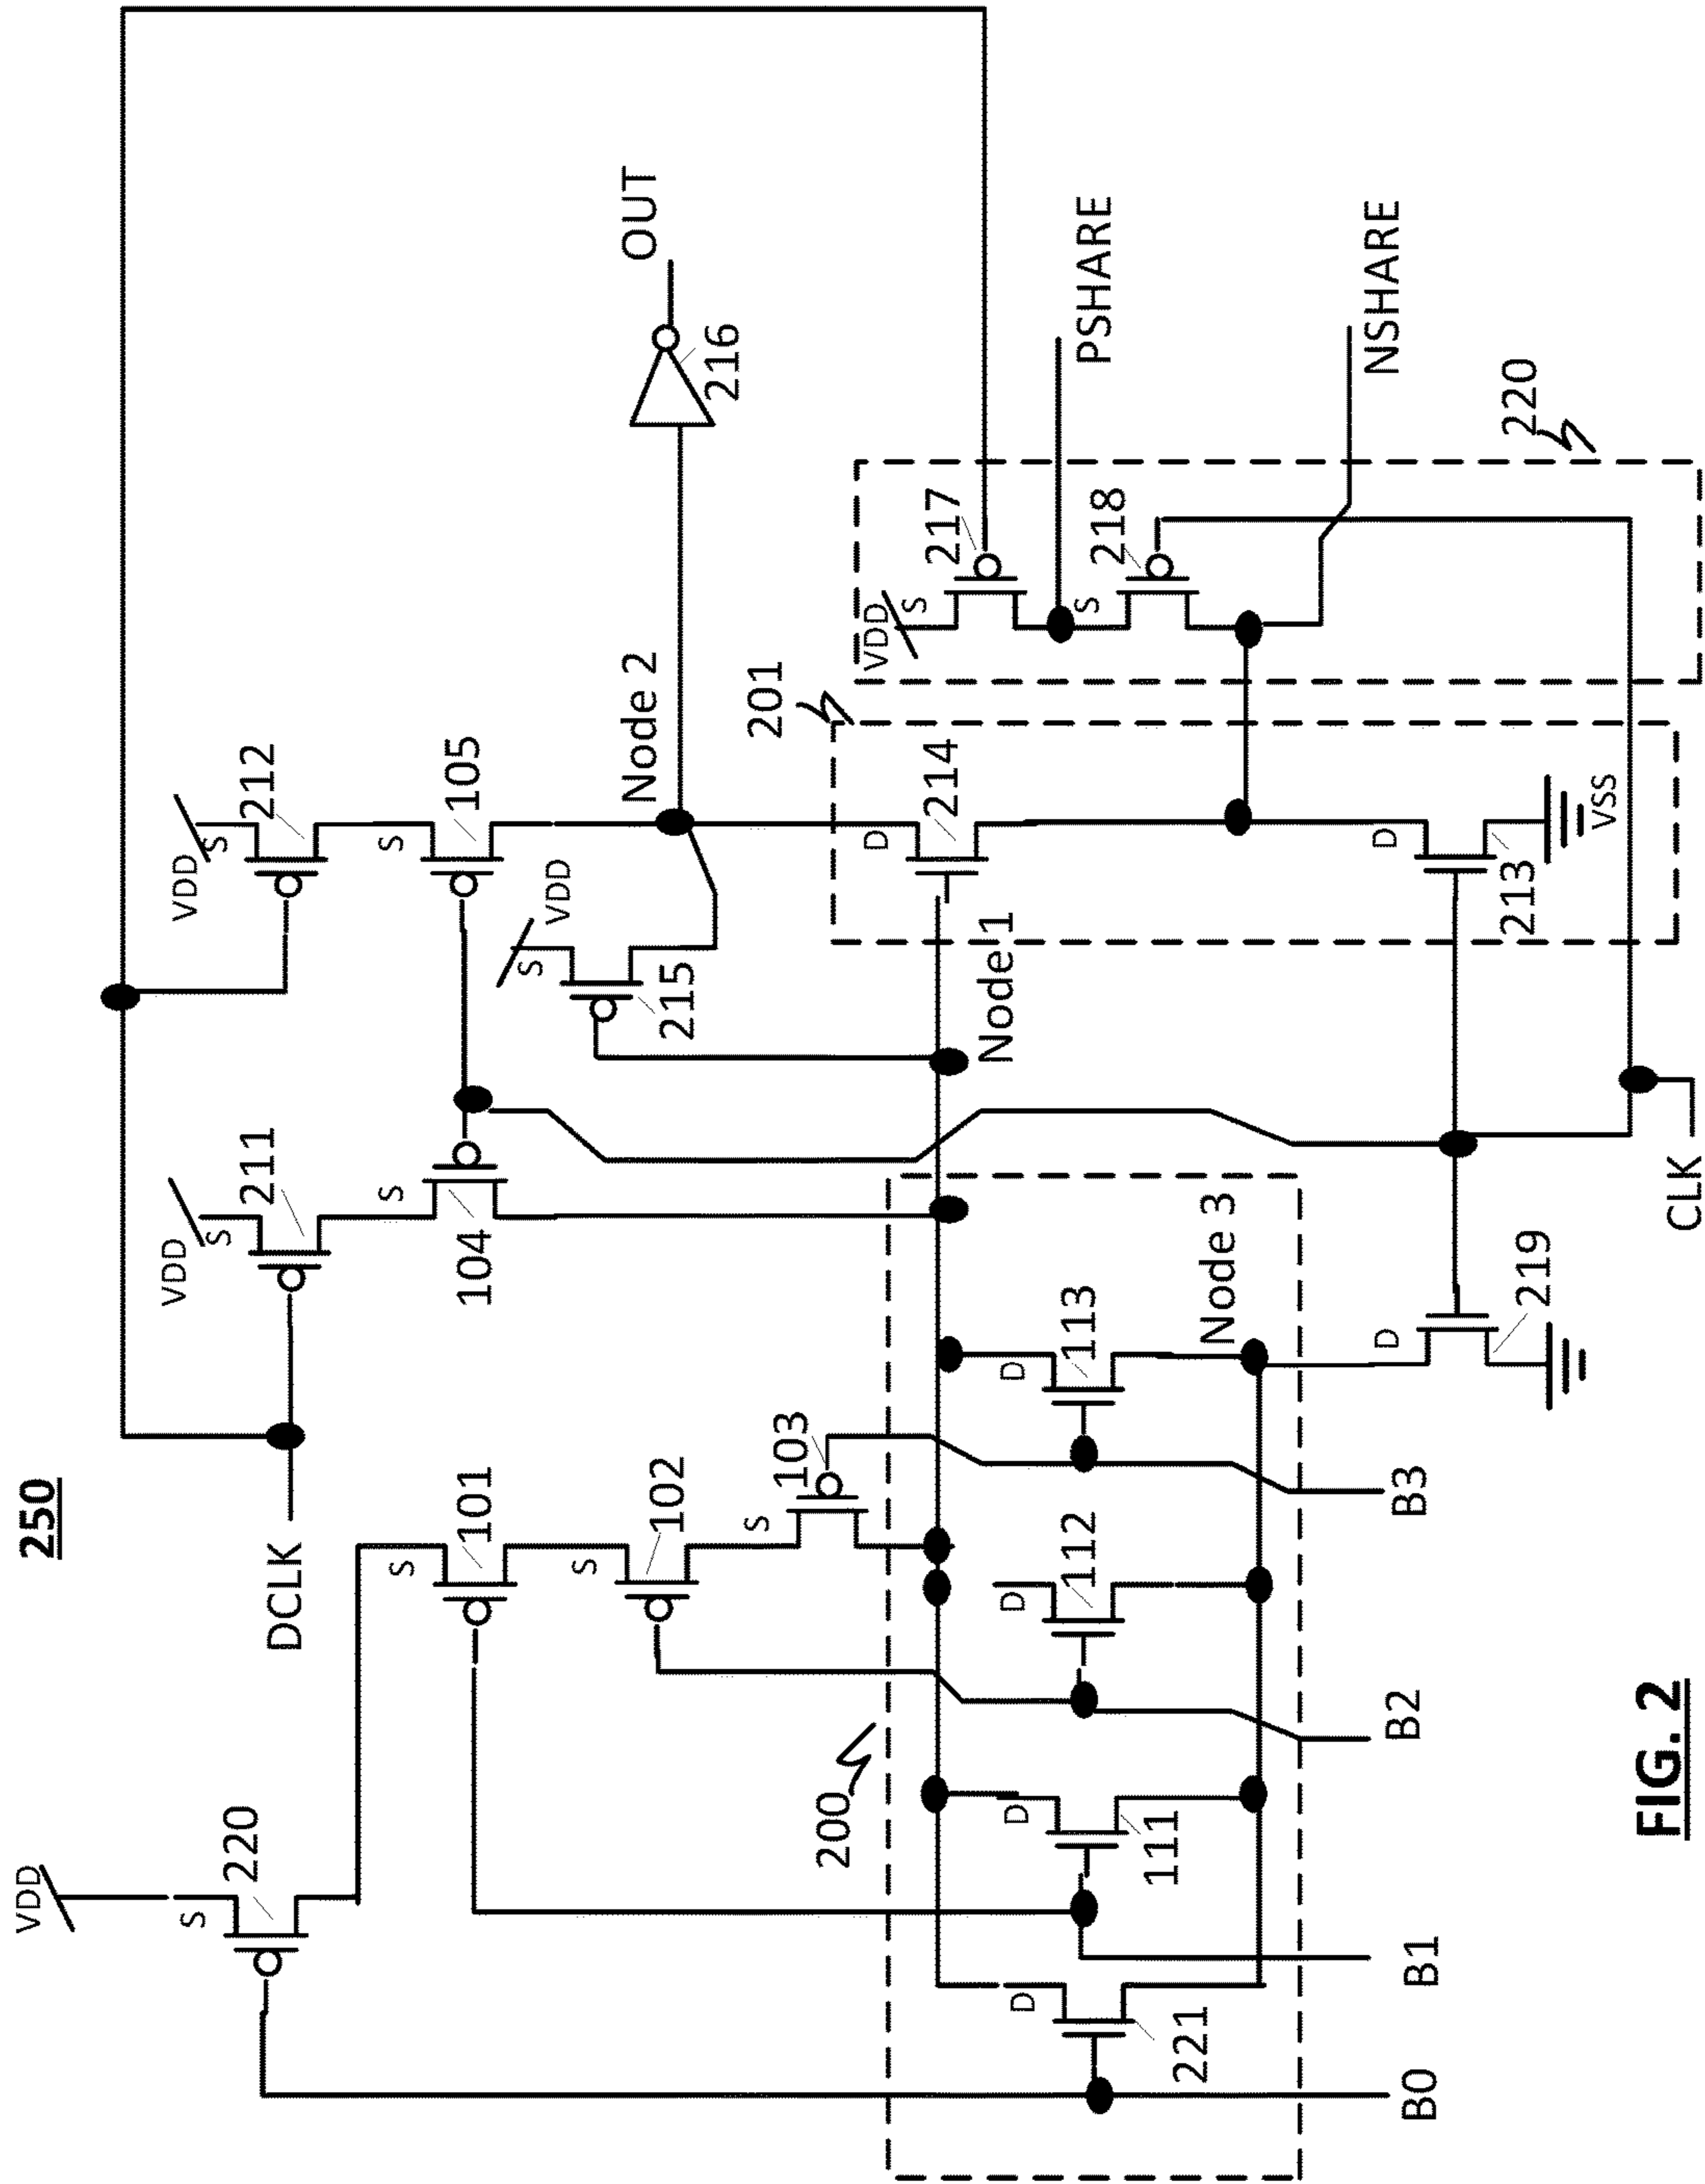 250
VDD
S
220
DCLK
VDD
S
211
VDD
S
212
S
101
S
104
S
105
S
102
VDD
S
215
Node 2
OUT
216
S
103
Node 1
201
D
214
VDD
S
217
PSHARE
S
218
NSHARE
220
200
D
221
D
111
D
112
D
113
Node 3
D
219
D
213
VSS
B0
B1
B2
B3
CLK
FIG. 2